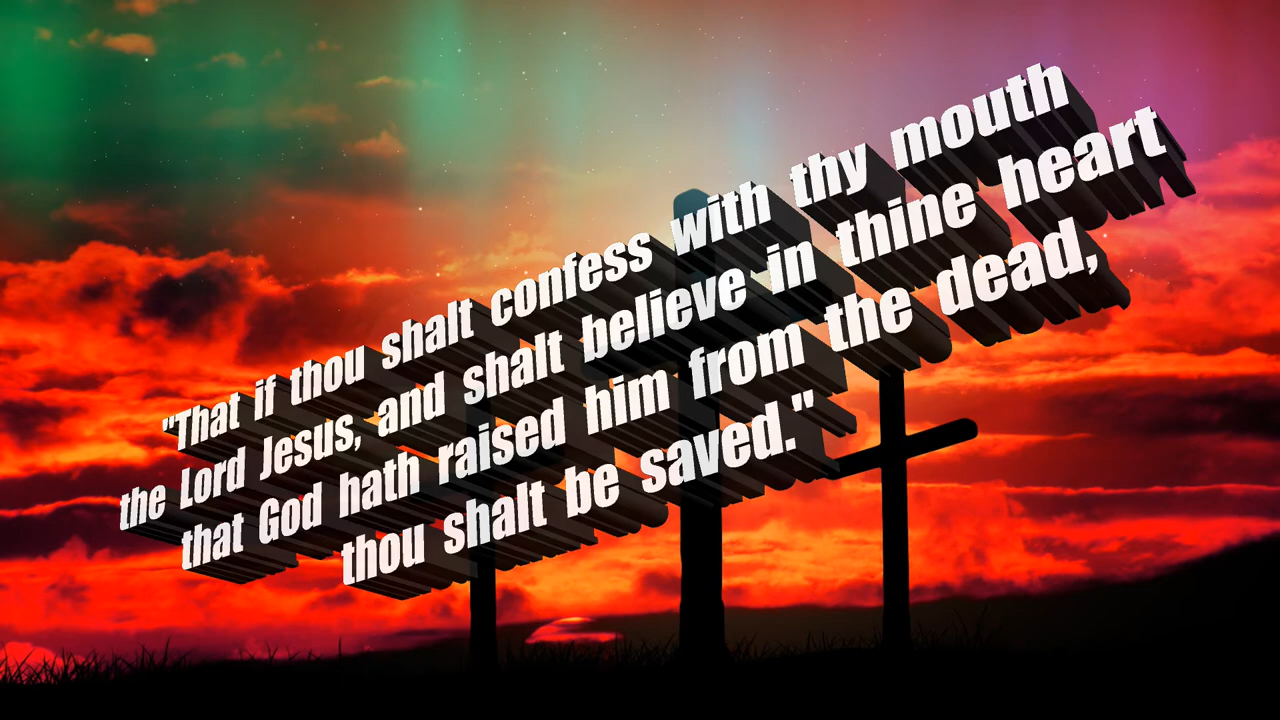 "That if thou shalt confess with thy mouth
the Lord Jesus, and shalt believe in thine heart
that God hath raised him from the dead,
thou shalt be saved."